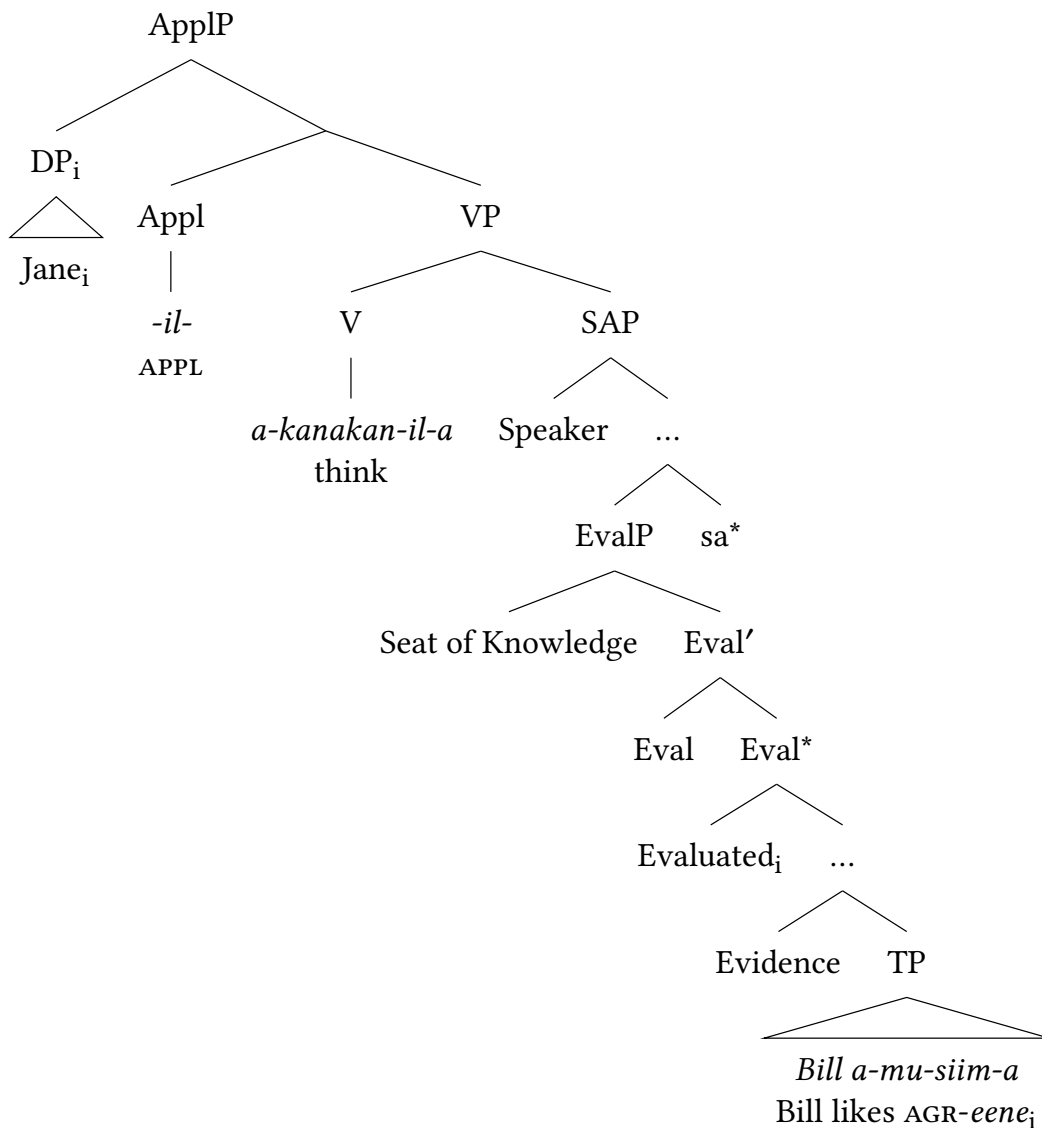 ApplP
DPi
Appl
VP
Janei
-il-
APPL
V
SAP
a-kanakan-il-a
think
Speaker
...
EvalP
sa*
Seat of Knowledge
Eval′
Eval
Eval*
Evaluatedi
...
Evidence
TP
Bill a-mu-siim-a
Bill likes AGR-eenei